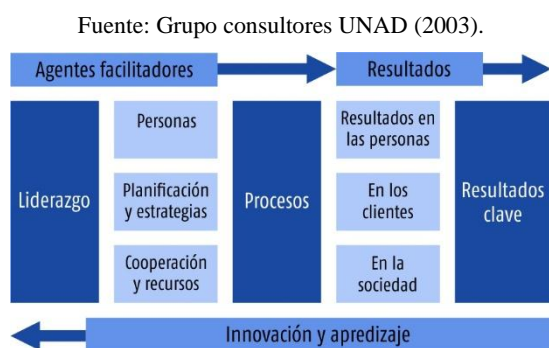 Fuente: Grupo consultores UNAD (2003).
Agentes facilitadores
Resultados
Liderazgo
Personas
Planificación
y estrategias
Cooperación
y recursos
Procesos
Resultados en
las personas
En los
clientes
En la
sociedad
Resultados
clave
Innovación y apredizaje